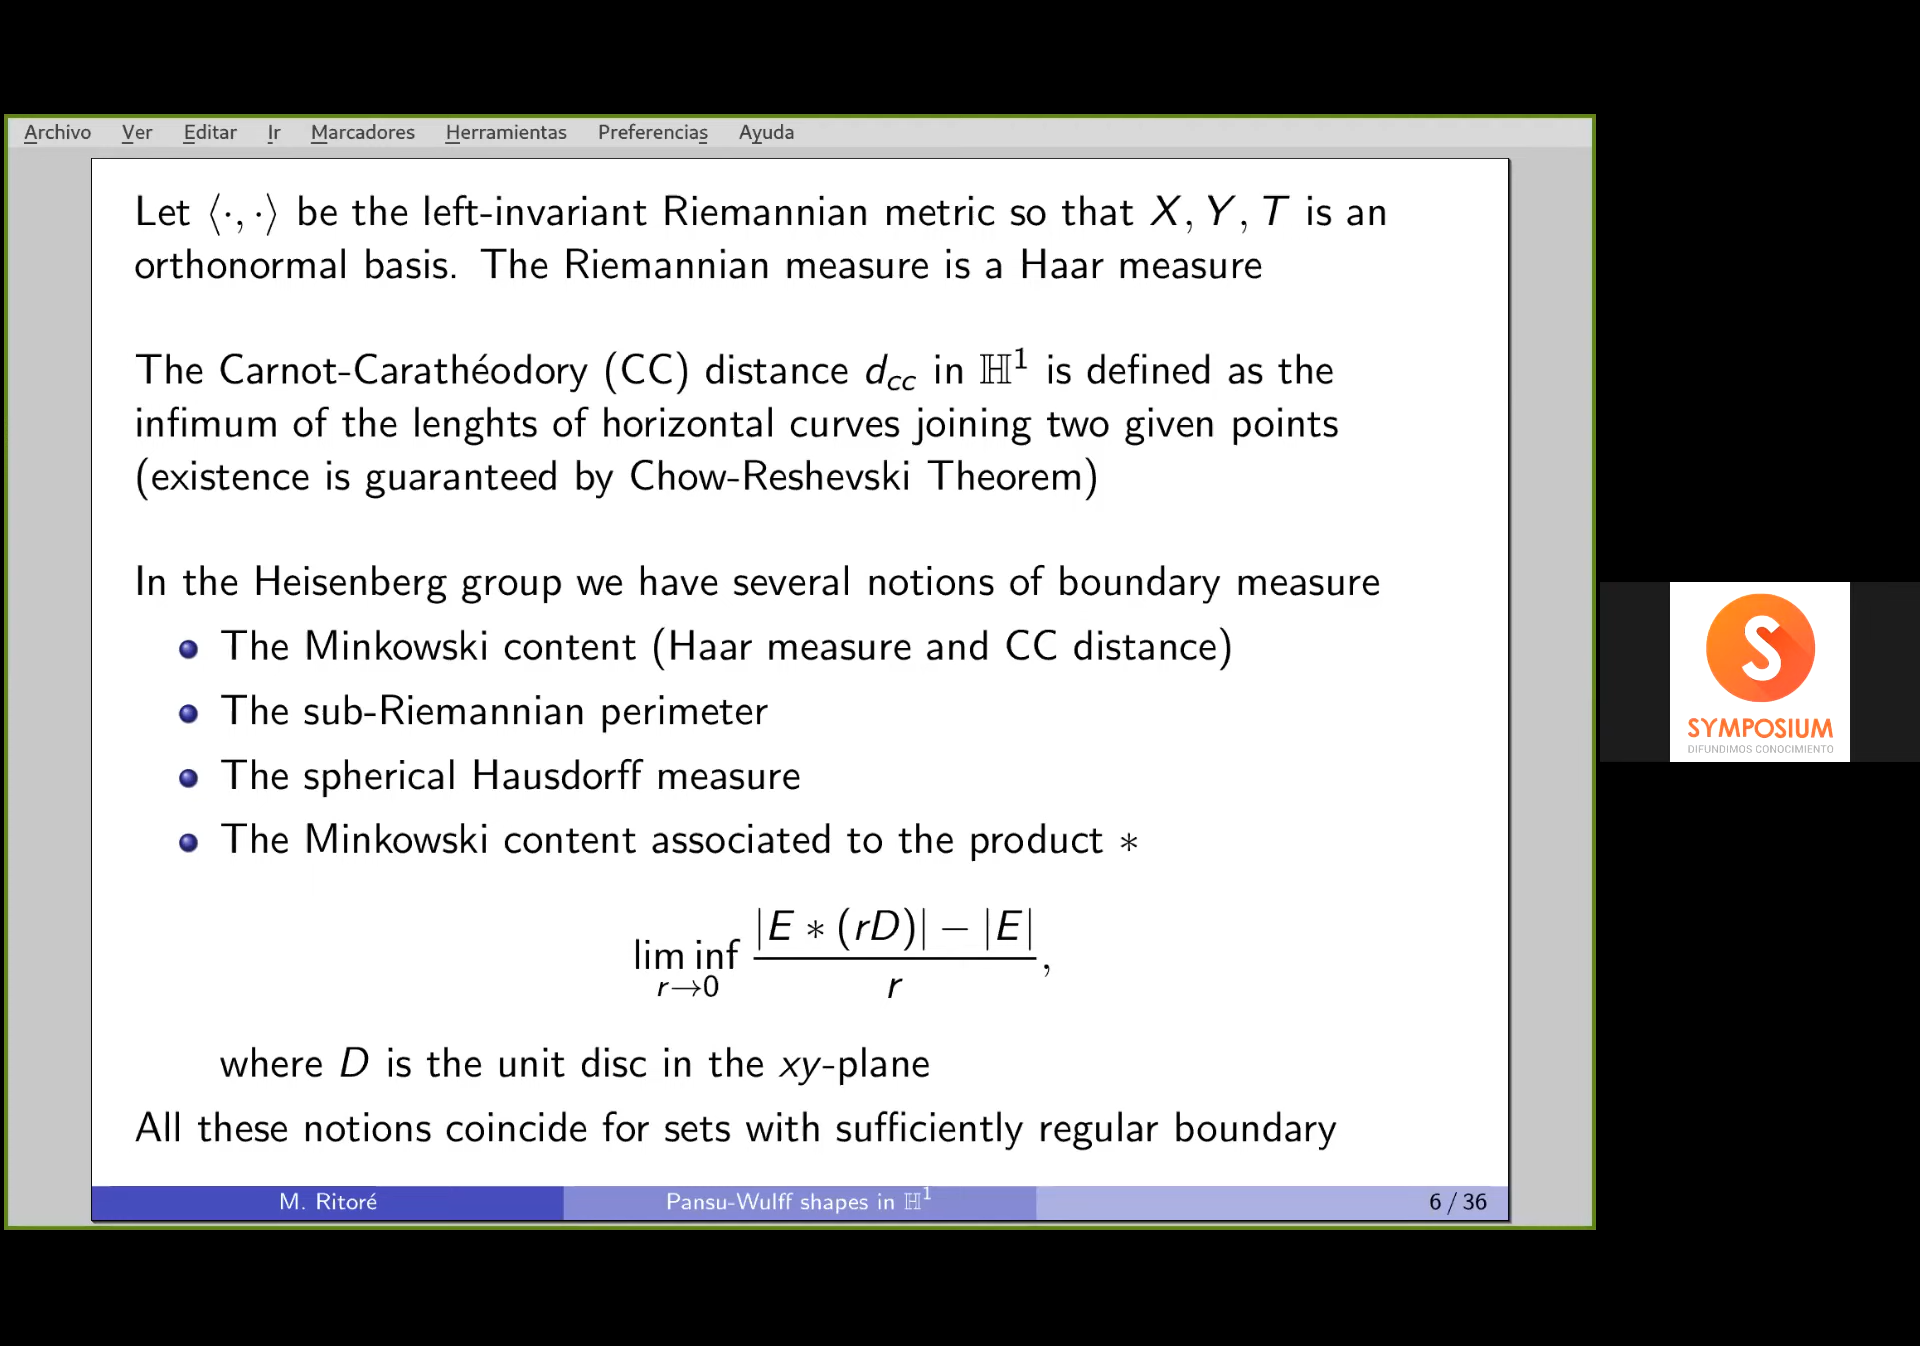 Archivo Ver Editar Ir Marcadores Herramientas Preferencias Ayuda
Let ⟨·, ·⟩ be the left-invariant Riemannian metric so that X, Y, T is an
orthonormal basis. The Riemannian measure is a Haar measure
The Carnot-Carathéodory (CC) distance d_cc in ℍ¹ is defined as the
infimum of the lenghts of horizontal curves joining two given points
(existence is guaranteed by Chow-Reshevski Theorem)
In the Heisenberg group we have several notions of boundary measure
The Minkowski content (Haar measure and CC distance)
The sub-Riemannian perimeter
The spherical Hausdorff measure
The Minkowski content associated to the product ∗
lim inf_{r→0} (|E ∗ (rD)| − |E|) / r,
where D is the unit disc in the xy-plane
All these notions coincide for sets with sufficiently regular boundary
M. Ritoré Pansu-Wulff shapes in ℍ¹ 6 / 36
S
SYMPOSIUM
DIFUNDIMOS CONOCIMIENTO